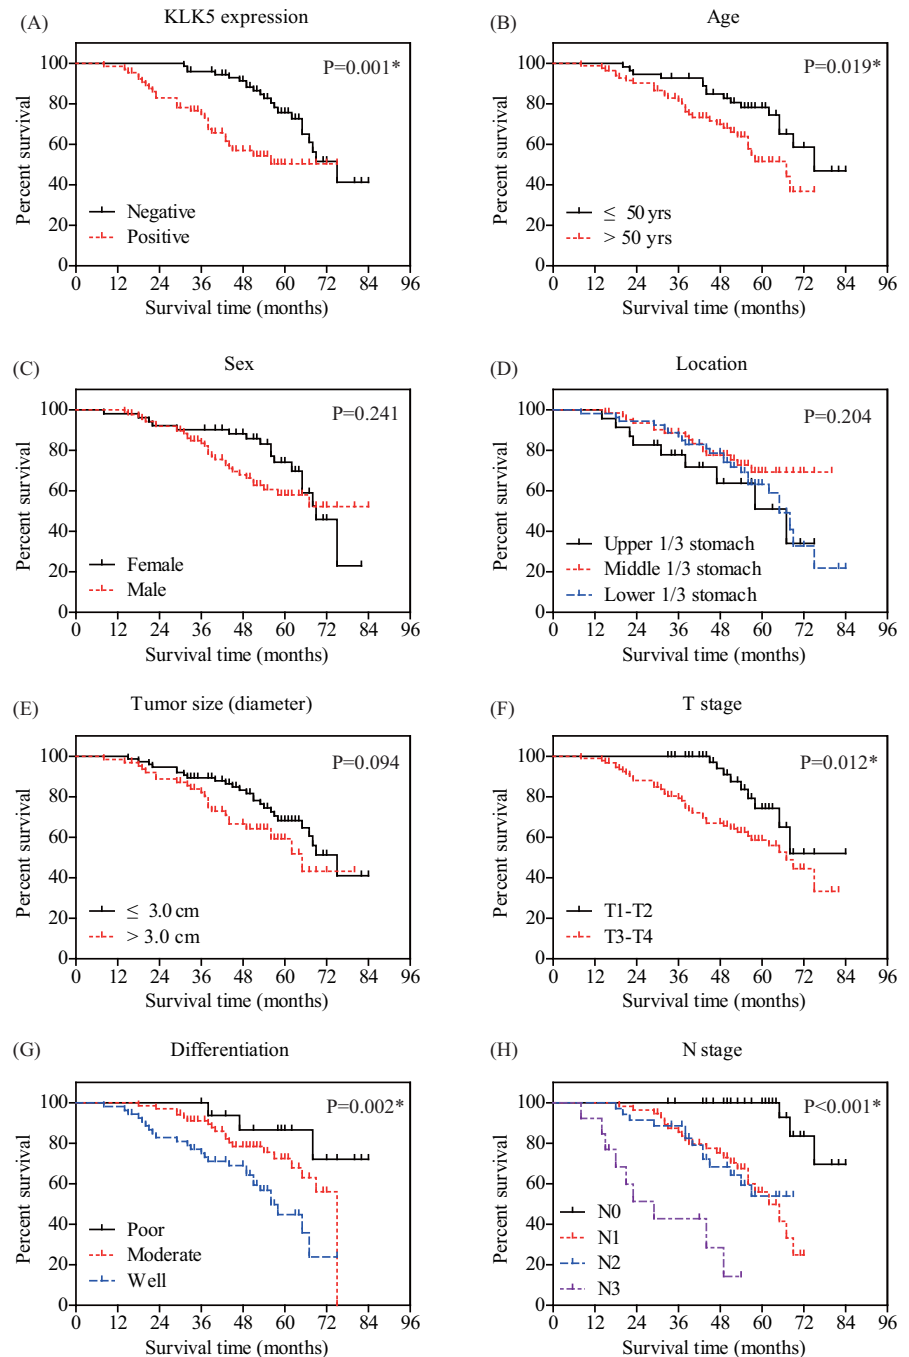 (A)
KLK5 expression
P=0.001*
Percent survival
100
80
60
40
20
0
Negative
Positive
0 12 24 36 48 60 72 84 96
Survival time (months)
(B)
Age
P=0.019*
Percent survival
100
80
60
40
20
0
≤ 50 yrs
> 50 yrs
0 12 24 36 48 60 72 84 96
Survival time (months)
(C)
Sex
P=0.241
Percent survival
100
80
60
40
20
0
Female
Male
0 12 24 36 48 60 72 84 96
Survival time (months)
(D)
Location
P=0.204
Percent survival
100
80
60
40
20
0
Upper 1/3 stomach
Middle 1/3 stomach
Lower 1/3 stomach
0 12 24 36 48 60 72 84 96
Survival time (months)
(E)
Tumor size (diameter)
P=0.094
Percent survival
100
80
60
40
20
0
≤ 3.0 cm
> 3.0 cm
0 12 24 36 48 60 72 84 96
Survival time (months)
(F)
T stage
P=0.012*
Percent survival
100
80
60
40
20
0
T1-T2
T3-T4
0 12 24 36 48 60 72 84 96
Survival time (months)
(G)
Differentiation
P=0.002*
Percent survival
100
80
60
40
20
0
Poor
Moderate
Well
0 12 24 36 48 60 72 84 96
Survival time (months)
(H)
N stage
P<0.001*
Percent survival
100
80
60
40
20
0
N0
N1
N2
N3
0 12 24 36 48 60 72 84 96
Survival time (months)